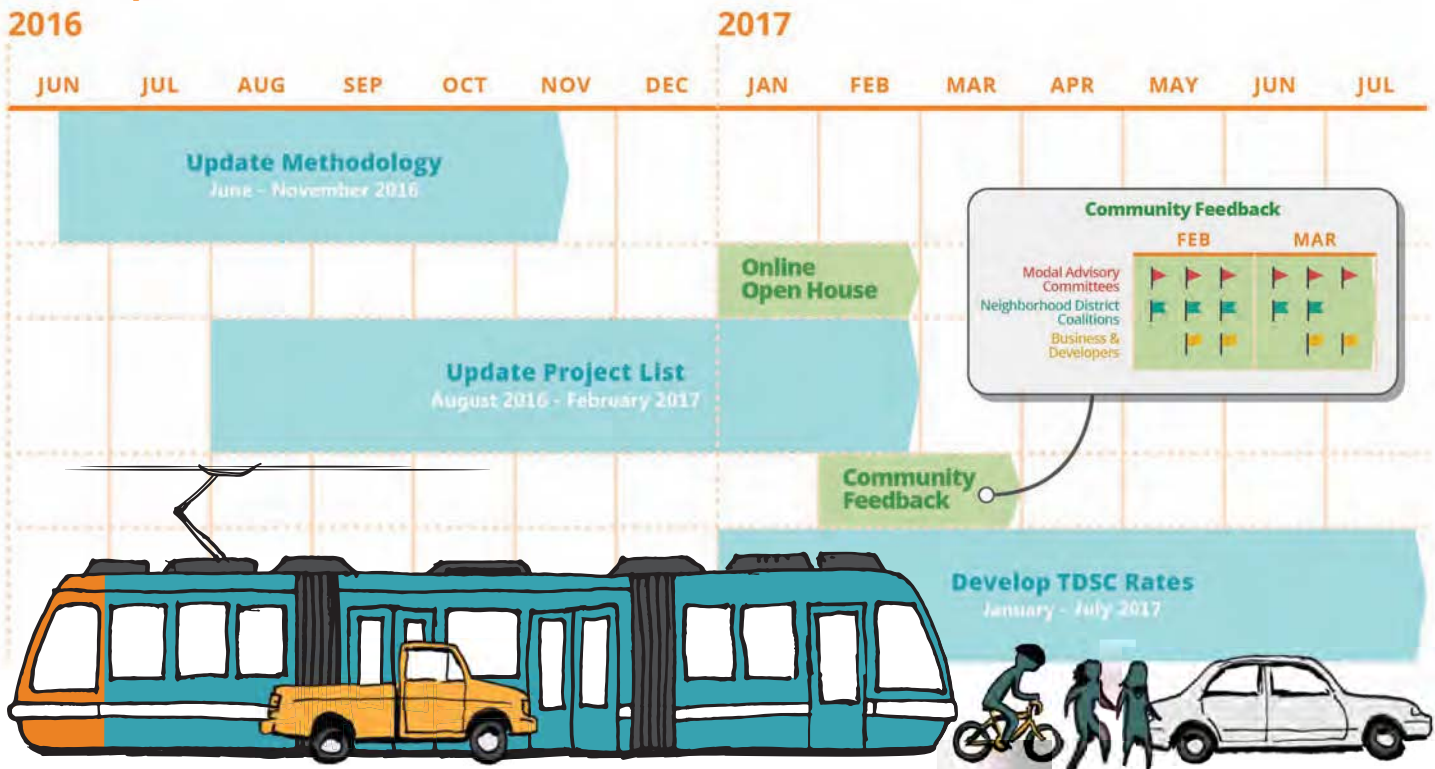 2016 2017
JUN JUL AUG SEP OCT NOV DEC JAN FEB MAR APR MAY JUN JUL
Update Methodology
June - November 2016
Community Feedback
FEB MAR
Modal Advisory
Committees
Neighborhood District
Coalitions
Business &
Developers
Online
Open House
Update Project List
August 2016 - February 2017
Community
Feedback
Develop TDSC Rates
January - July 2017